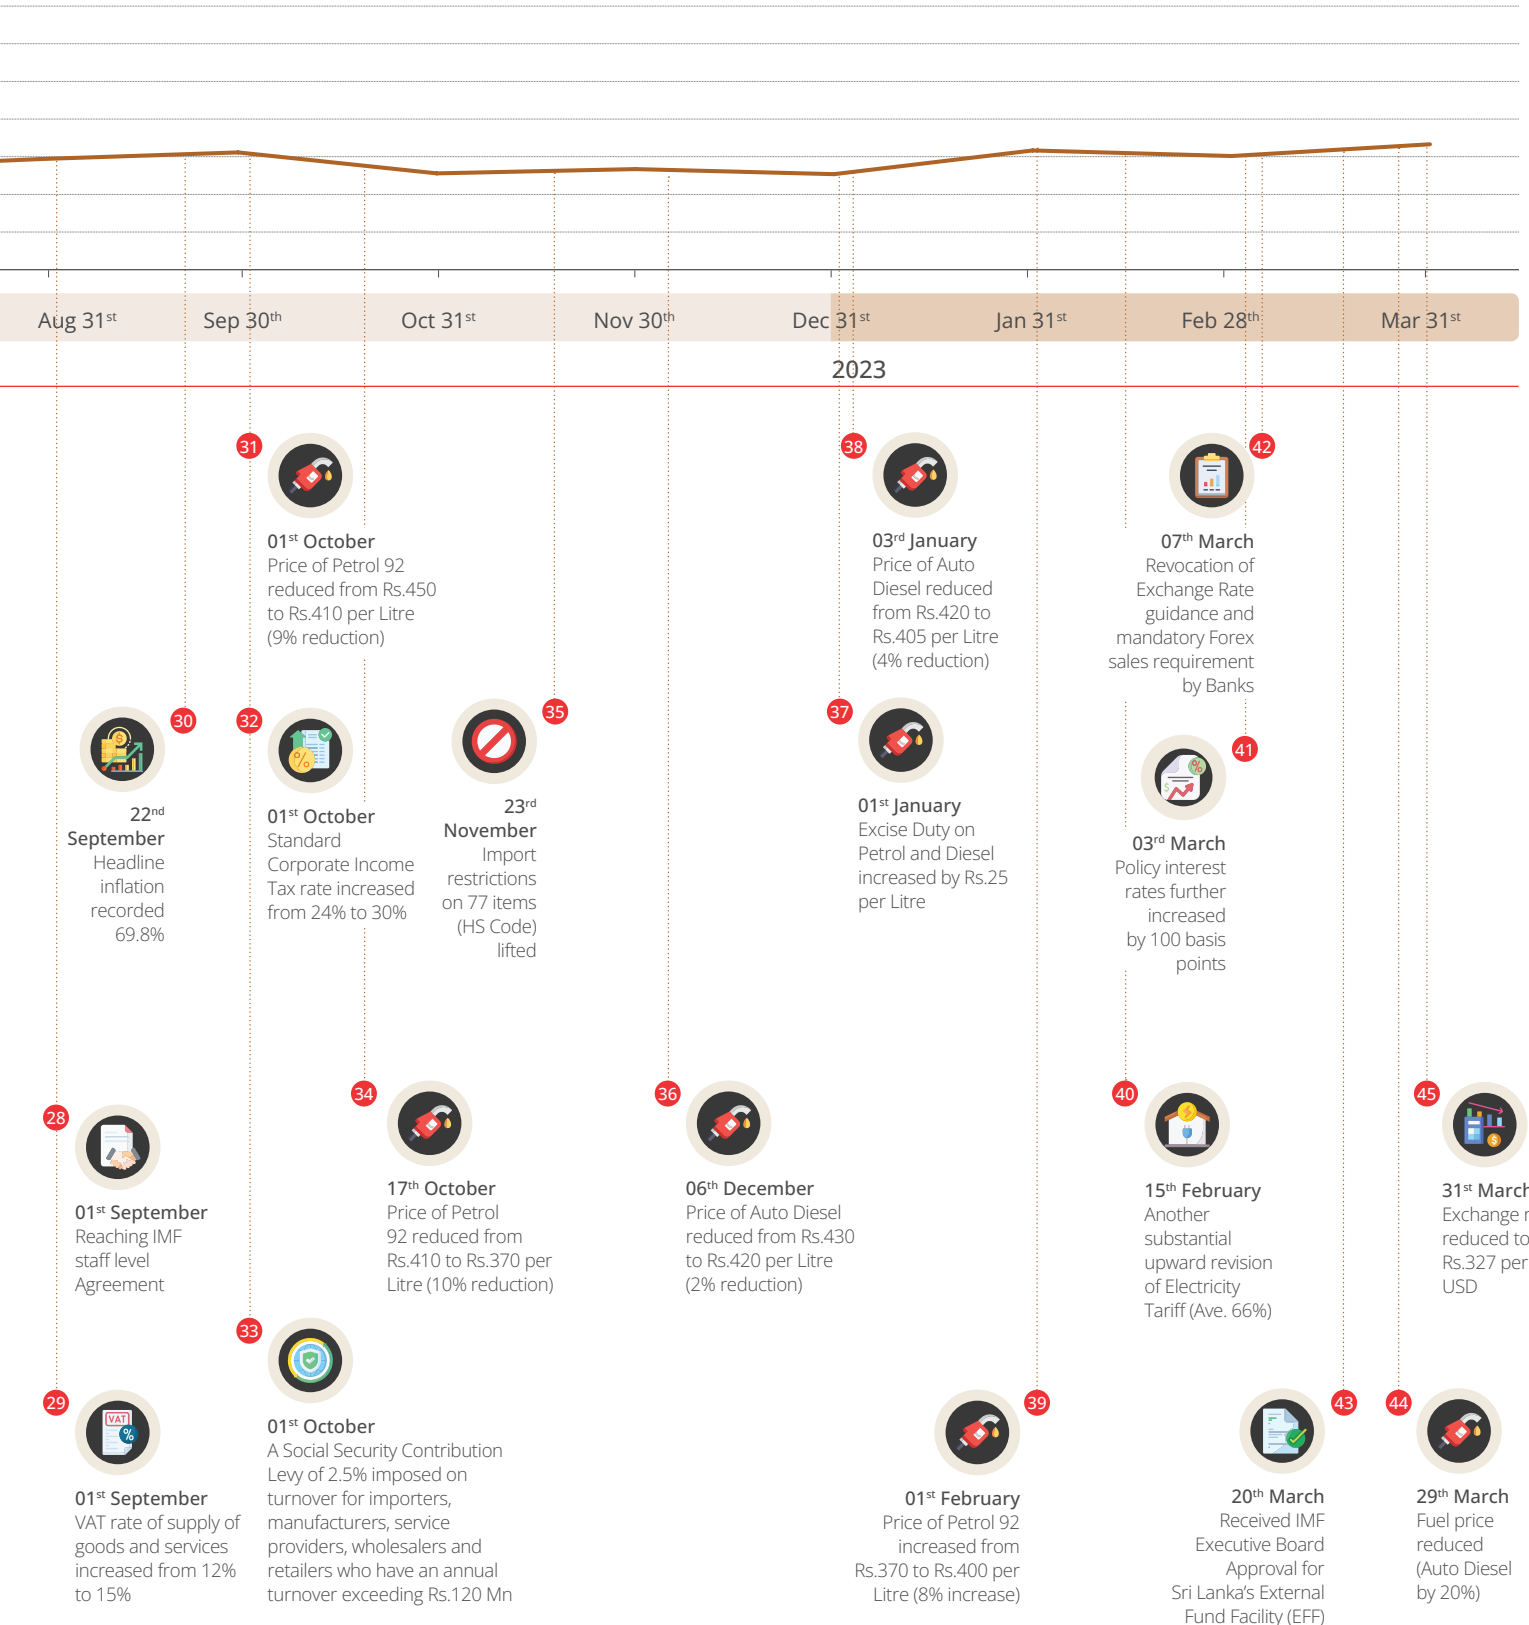 Aug 31st
Sep 30th
Oct 31st
Nov 30th
Dec 31st
Jan 31st
Feb 28th
Mar 31st
2023
31
01st October
Price of Petrol 92
reduced from Rs.450
to Rs.410 per Litre
(9% reduction)
38
03rd January
Price of Auto
Diesel reduced
from Rs.420 to
Rs.405 per Litre
(4% reduction)
42
07th March
Revocation of
Exchange Rate
guidance and
mandatory Forex
sales requirement
by Banks
30
22nd
September
Headline
inflation
recorded
69.8%
32
01st October
Standard
Corporate Income
Tax rate increased
from 24% to 30%
35
23rd
November
Import
restrictions
on 77 items
(HS Code)
lifted
37
01st January
Excise Duty on
Petrol and Diesel
increased by Rs.25
per Litre
41
03rd March
Policy interest
rates further
increased
by 100 basis
points
28
01st September
Reaching IMF
staff level
Agreement
34
17th October
Price of Petrol
92 reduced from
Rs.410 to Rs.370 per
Litre (10% reduction)
36
06th December
Price of Auto Diesel
reduced from Rs.430
to Rs.420 per Litre
(2% reduction)
40
15th February
Another
substantial
upward revision
of Electricity
Tariff (Ave. 66%)
45
31st March
Exchange
reduced to
Rs.327 per
USD
29
VAT
%
01st September
VAT rate of supply of
goods and services
increased from 12%
to 15%
33
01st October
A Social Security Contribution
Levy of 2.5% imposed on
turnover for importers,
manufacturers, service
providers, wholesalers and
retailers who have an annual
turnover exceeding Rs.120 Mn
39
01st February
Price of Petrol 92
increased from
Rs.370 to Rs.400 per
Litre (8% increase)
43
20th March
Received IMF
Executive Board
Approval for
Sri Lanka's External
Fund Facility (EFF)
44
29th March
Fuel price
reduced
(Auto Diesel
by 20%)